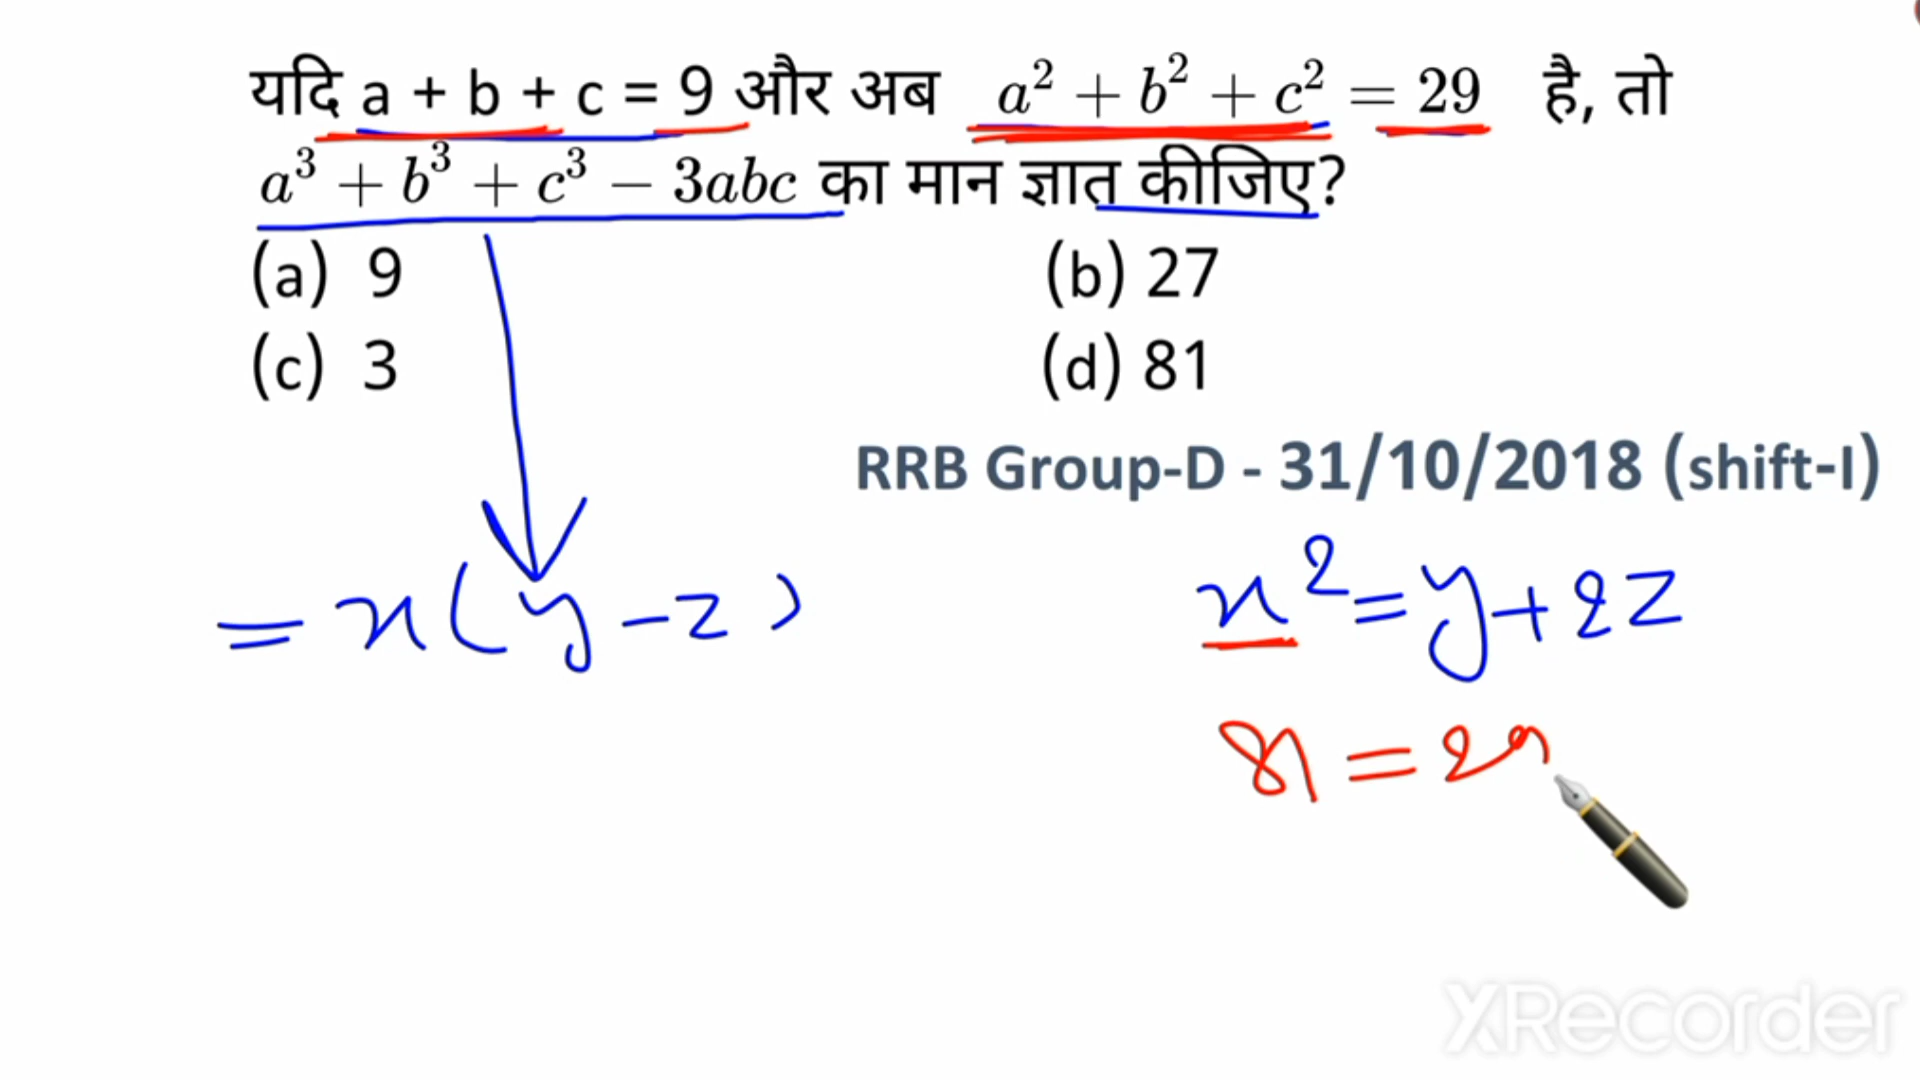 यदि a + b + c = 9 और अब a² + b² + c² = 29 है, तो
a³ + b³ + c³ − 3abc का मान ज्ञात कीजिए?
(a) 9 (b) 27
(c) 3 (d) 81
RRB Group-D - 31/10/2018 (shift-I)
= x(y-z) x² = y+2z
81 = 29
XRecorder